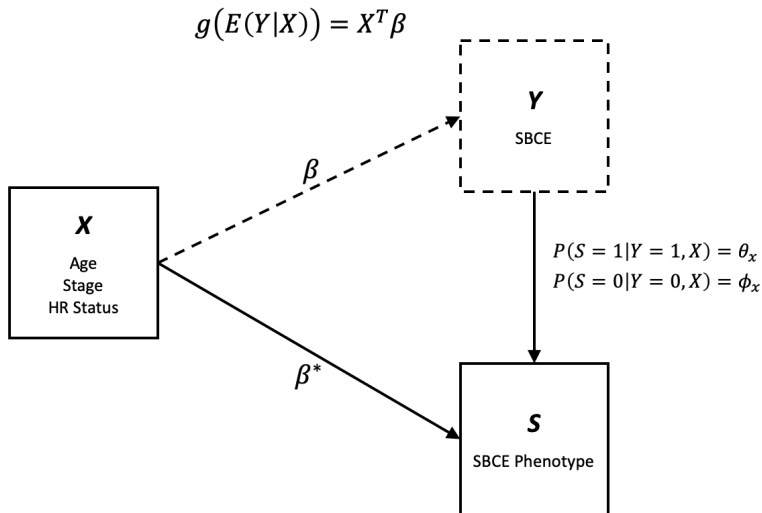 g(E(Y|X)) = X^T β
Y
SBCE
β
X
Age
Stage
HR Status
P(S = 1|Y = 1, X) = θ_x
P(S = 0|Y = 0, X) = ϕ_x
β*
S
SBCE Phenotype